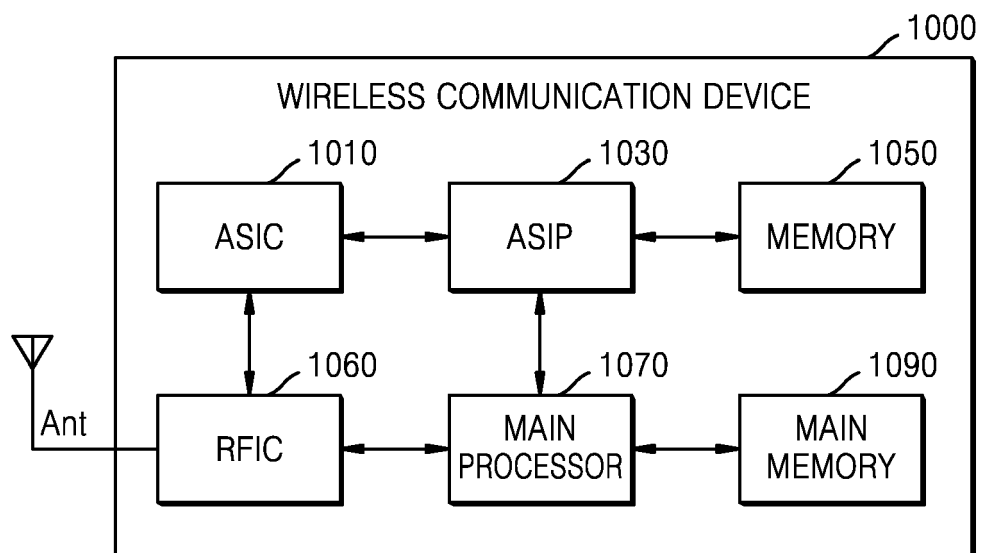 1000
WIRELESS COMMUNICATION DEVICE
1010
1030
1050
ASIC
ASIP
MEMORY
1060
1070
1090
Ant
RFIC
MAIN
PROCESSOR
MAIN
MEMORY